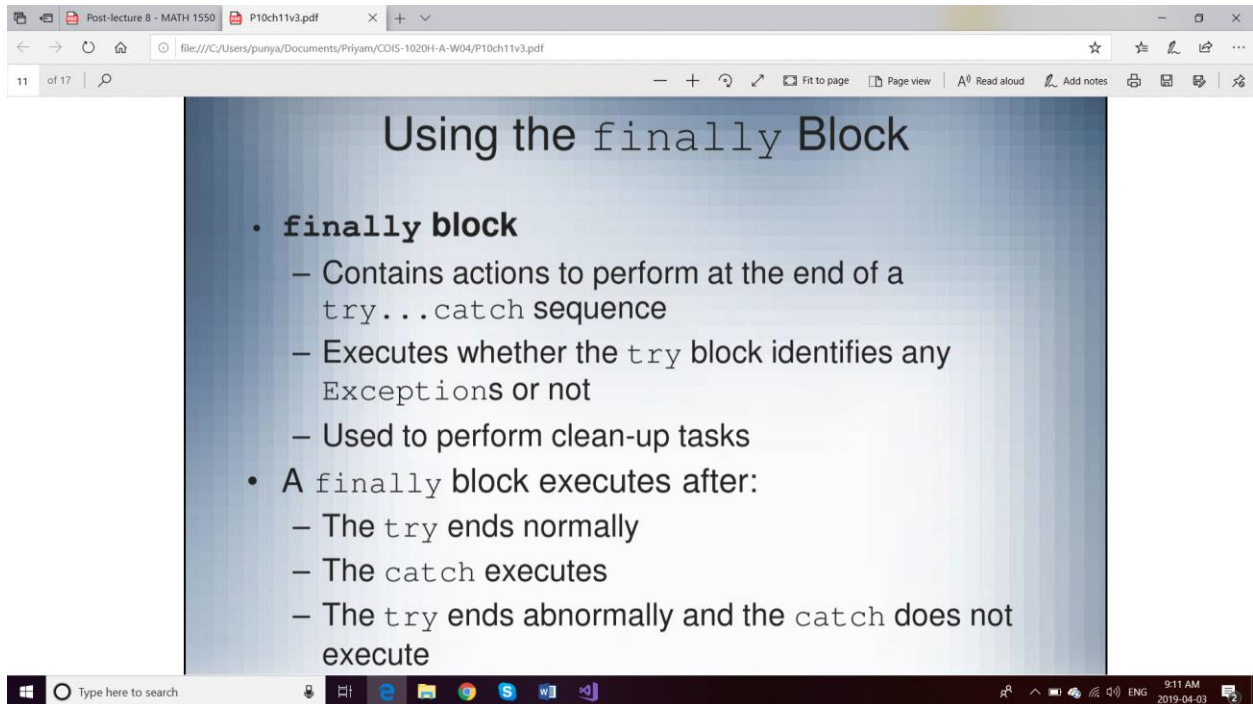 Post-lecture 8 - MATH 1550
P10ch11v3.pdf
file:///C:/Users/punya/Documents/Priyam/COIS-1020H-A-W04/P10ch11v3.pdf
11 of 17
Fit to page
Page view
Read aloud
Add notes
Using the finally Block
• finally block
– Contains actions to perform at the end of a
try...catch sequence
– Executes whether the try block identifies any
Exceptions or not
– Used to perform clean-up tasks
• A finally block executes after:
– The try ends normally
– The catch executes
– The try ends abnormally and the catch does not
execute
Type here to search
ENG
9:11 AM
2019-04-03